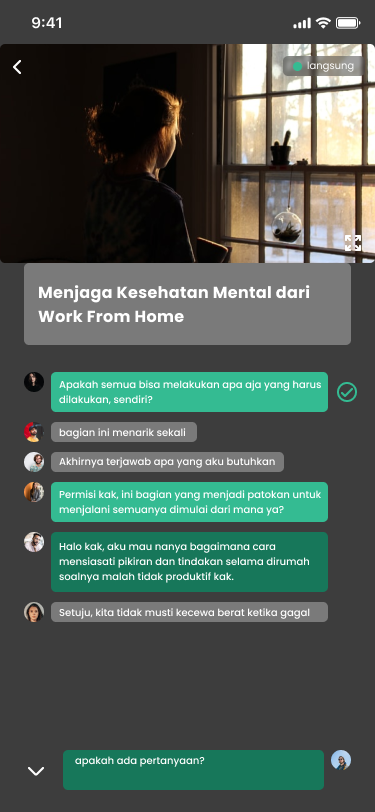 9:41
langsung
Menjaga Kesehatan Mental dari
Work From Home
Apakah semua bisa melakukan apa aja yang harus
dilakukan, sendiri?
bagian ini menarik sekali
Akhirnya terjawab apa yang aku butuhkan
Permisi kak, ini bagian yang menjadi patokan untuk
menjalani semuanya dimulai dari mana ya?
Halo kak, aku mau nanya bagaimana cara
mensiasati pikiran dan tindakan selama dirumah
soalnya malah tidak produktif kak.
Setuju, kita tidak musti kecewa berat ketika gagal
apakah ada pertanyaan?